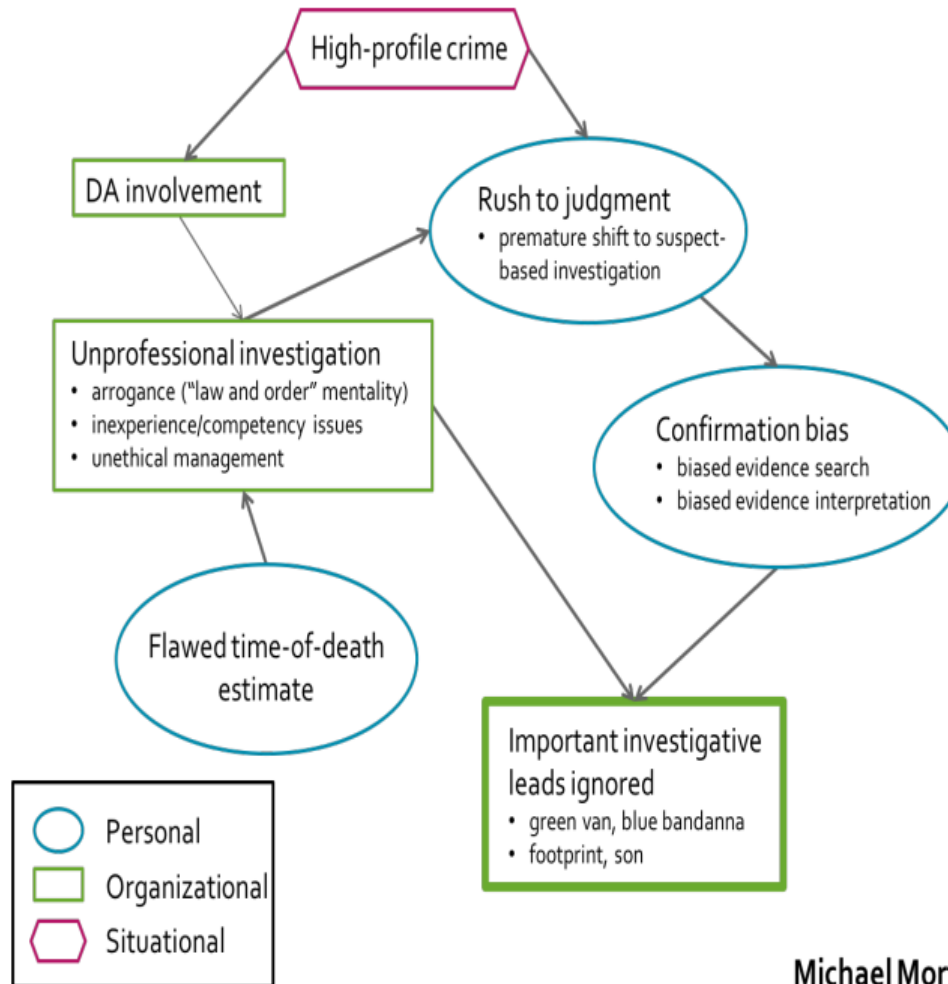 High-profile crime
DA involvement
Rush to judgment
• premature shift to suspect-
based investigation
Unprofessional investigation
• arrogance (“law and order” mentality)
• inexperience/competency issues
• unethical management
Confirmation bias
• biased evidence search
• biased evidence interpretation
Flawed time-of-death
estimate
Important investigative
leads ignored
• green van, blue bandanna
• footprint, son
Personal
Organizational
Situational
Michael Mor